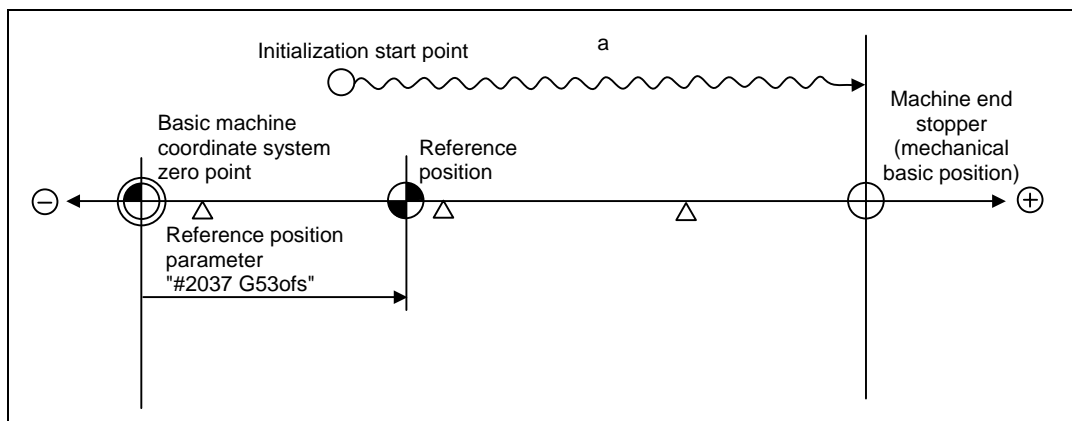 Initialization start point
a
Machine end
stopper
(mechanical
basic position)
Basic machine
coordinate system
zero point
Reference
position
−
+
Reference position
parameter
"#2037 G53ofs"